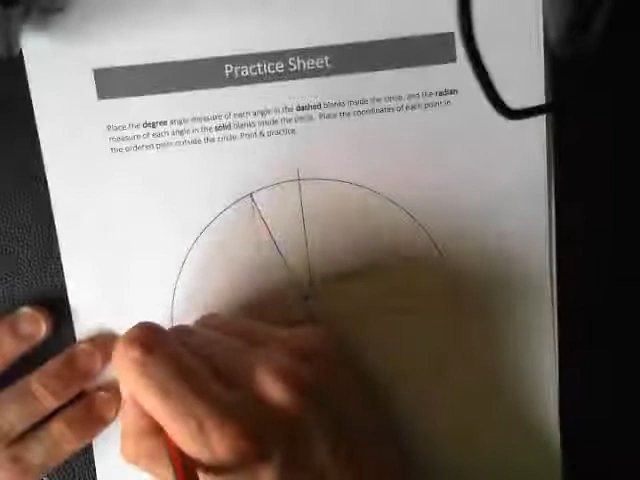 Practice Sheet
Place the degree angle measure of each angle in the dashed blanks inside the circle, and the radian
measure of each angle in the solid blanks inside the circle. Place the coordinates of each point in
the ordered pairs outside the circle. Print & practice.